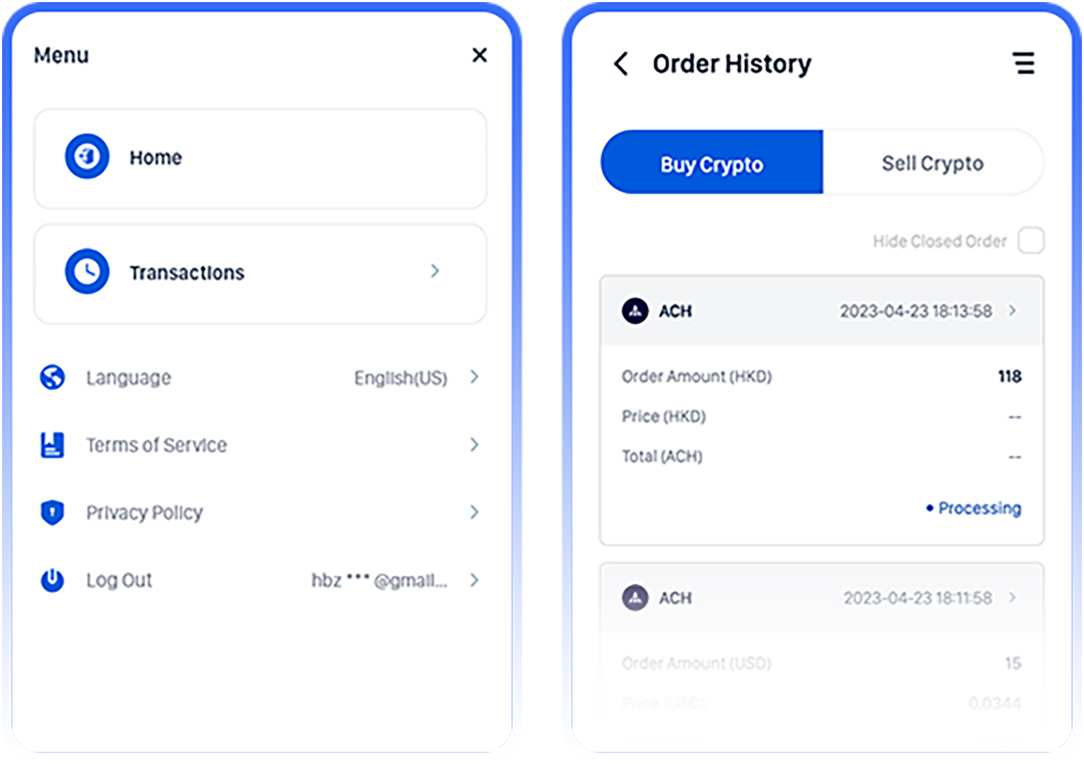 Menu
Home
Transactions
Language English(US)
Terms of Service
Privacy Policy
Log Out hbz *** @gmail...
Order History
Buy Crypto Sell Crypto
Hide Closed Order
ACH 2023-04-23 18:13:58
Order Amount (HKD) 118
Price (HKD) --
Total (ACH) --
• Processing
ACH 2023-04-23 18:11:58
Order Amount (USD) 15
Price (USD) 0.0344